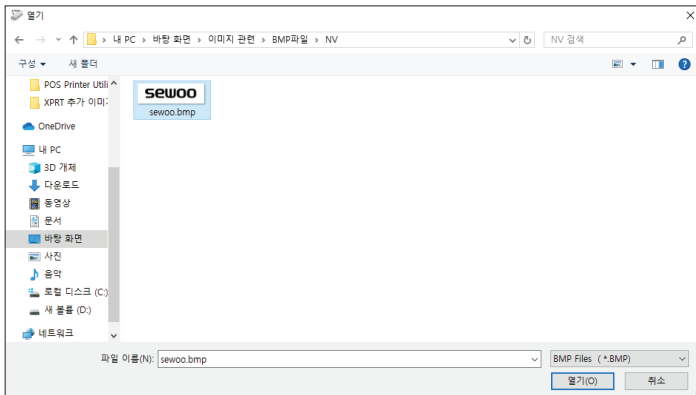 열기
내 PC > 바탕 화면 > 이미지 관련 > BMP파일 > NV
NV 검색
구성
새 폴더
POS Printer Utili
XPRT 추가 이미
OneDrive
내 PC
3D 개체
다운로드
동영상
문서
바탕 화면
사진
음악
로컬 디스크 (C:)
새 볼륨 (D:)
네트워크
sewoo
sewoo.bmp
파일 이름(N):
sewoo.bmp
BMP Files ( *.BMP)
열기(O)
취소